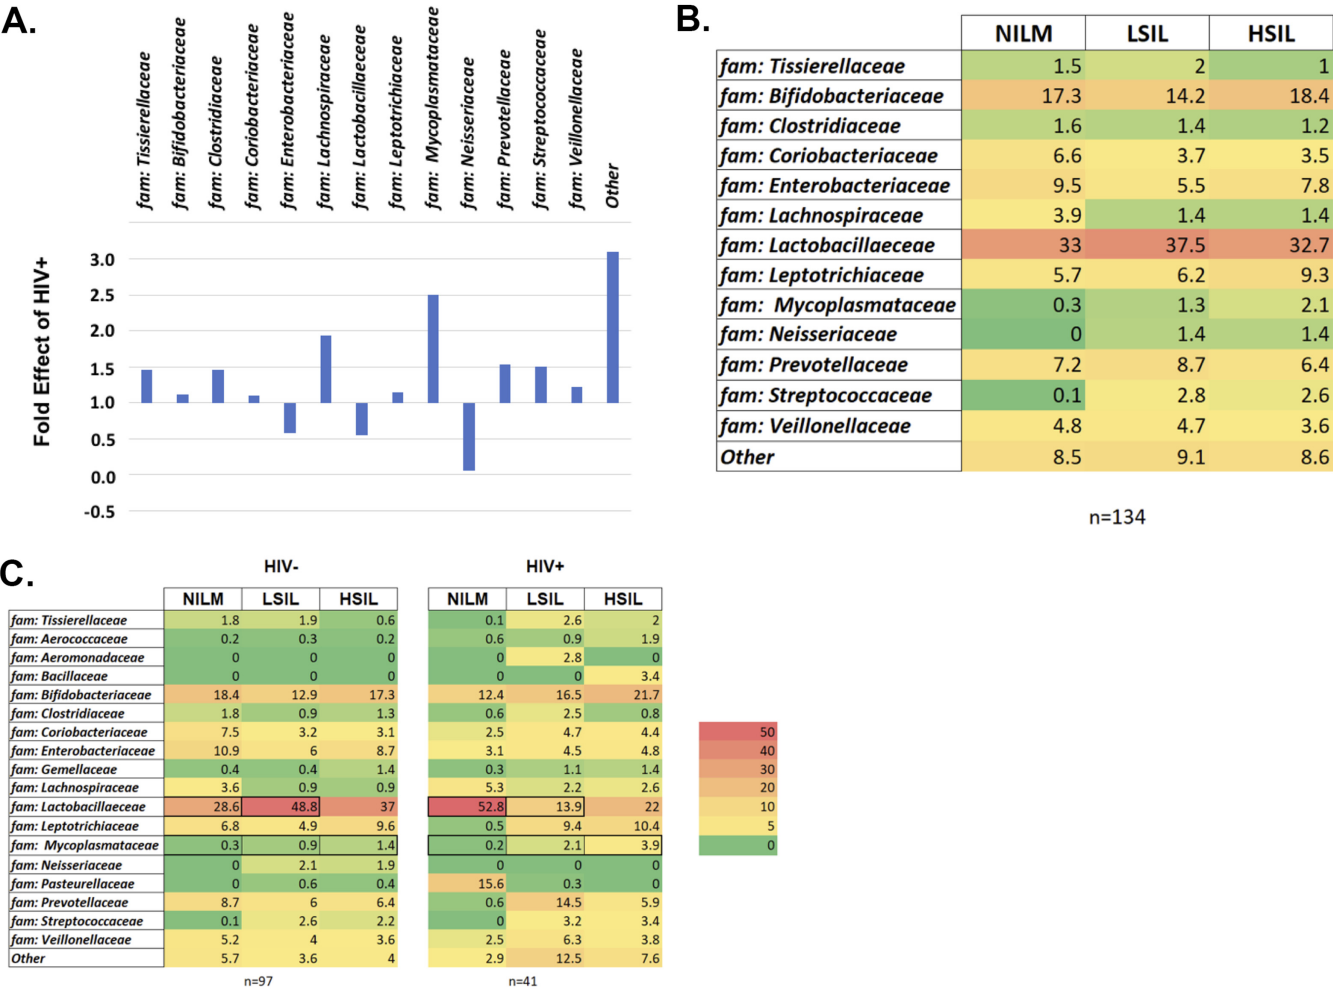 A.
fam: Tissierellaceae
fam: Bifidobacteriaceae
fam: Clostridiaceae
fam: Coriobacteriaceae
fam: Enterobacteriaceae
fam: Lachnospiraceae
fam: Lactobacillaeceae
fam: Leptotrichiaceae
fam: Mycoplasmataceae
fam: Neisseriaceae
fam: Prevotellaceae
fam: Streptococcaceae
fam: Veillonellaceae
Other
Fold Effect of HIV+
3.0
2.5
2.0
1.5
1.0
0.5
0.0
-0.5
B.
NILM LSIL HSIL
fam: Tissierellaceae 1.5 2 1
fam: Bifidobacteriaceae 17.3 14.2 18.4
fam: Clostridiaceae 1.6 1.4 1.2
fam: Coriobacteriaceae 6.6 3.7 3.5
fam: Enterobacteriaceae 9.5 5.5 7.8
fam: Lachnospiraceae 3.9 1.4 1.4
fam: Lactobacillaeceae 33 37.5 32.7
fam: Leptotrichiaceae 5.7 6.2 9.3
fam: Mycoplasmataceae 0.3 1.3 2.1
fam: Neisseriaceae 0 1.4 1.4
fam: Prevotellaceae 7.2 8.7 6.4
fam: Streptococcaceae 0.1 2.8 2.6
fam: Veillonellaceae 4.8 4.7 3.6
Other 8.5 9.1 8.6
n=134
C.
HIV- HIV+
NILM LSIL HSIL NILM LSIL HSIL
fam: Tissierellaceae 1.8 1.9 0.6 0.1 2.6 2
fam: Aerococcaceae 0.2 0.3 0.2 0.6 0.9 1.9
fam: Aeromonadaceae 0 0 0 0 2.8 0
fam: Bacillaceae 0 0 0 0 0 3.4
fam: Bifidobacteriaceae 18.4 12.9 17.3 12.4 16.5 21.7
fam: Clostridiaceae 1.8 0.9 1.3 0.6 2.5 0.8
fam: Coriobacteriaceae 7.5 3.2 3.1 2.5 4.7 4.4
fam: Enterobacteriaceae 10.9 6 8.7 3.1 4.5 4.8
fam: Gemellaceae 0.4 0.4 1.4 0.3 1.1 1.4
fam: Lachnospiraceae 3.6 0.9 0.9 5.3 2.2 2.6
fam: Lactobacillaeceae 28.6 48.8 37 52.8 13.9 22
fam: Leptotrichiaceae 6.8 4.9 9.6 0.5 9.4 10.4
fam: Mycoplasmataceae 0.3 0.9 1.4 0.2 2.1 3.9
fam: Neisseriaceae 0 2.1 1.9 0 0 0
fam: Pasteurellaceae 0 0.6 0.4 15.6 0.3 0
fam: Prevotellaceae 8.7 6 6.4 0.6 14.5 5.9
fam: Streptococcaceae 0.1 2.6 2.2 0 3.2 3.4
fam: Veillonellaceae 5.2 4 3.6 2.5 6.3 3.8
Other 5.7 3.6 4 2.9 12.5 7.6
n=97 n=41
50
40
30
20
10
5
0